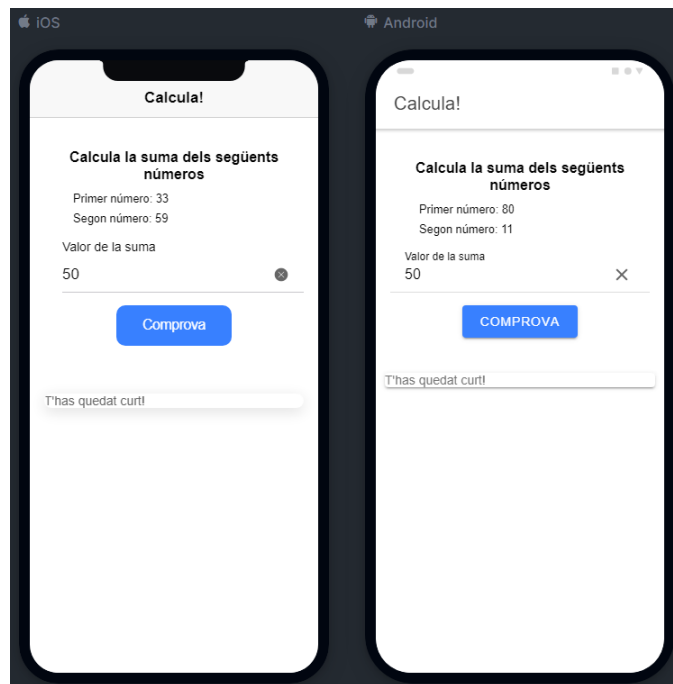 iOS
Calcula!
Calcula la suma dels següents
números
Primer número: 33
Segon número: 59
Valor de la suma
50
Comprova
T'has quedat curt!
Android
Calcula!
Calcula la suma dels següents
números
Primer número: 80
Segon número: 11
Valor de la suma
50
COMPROVA
T'has quedat curt!